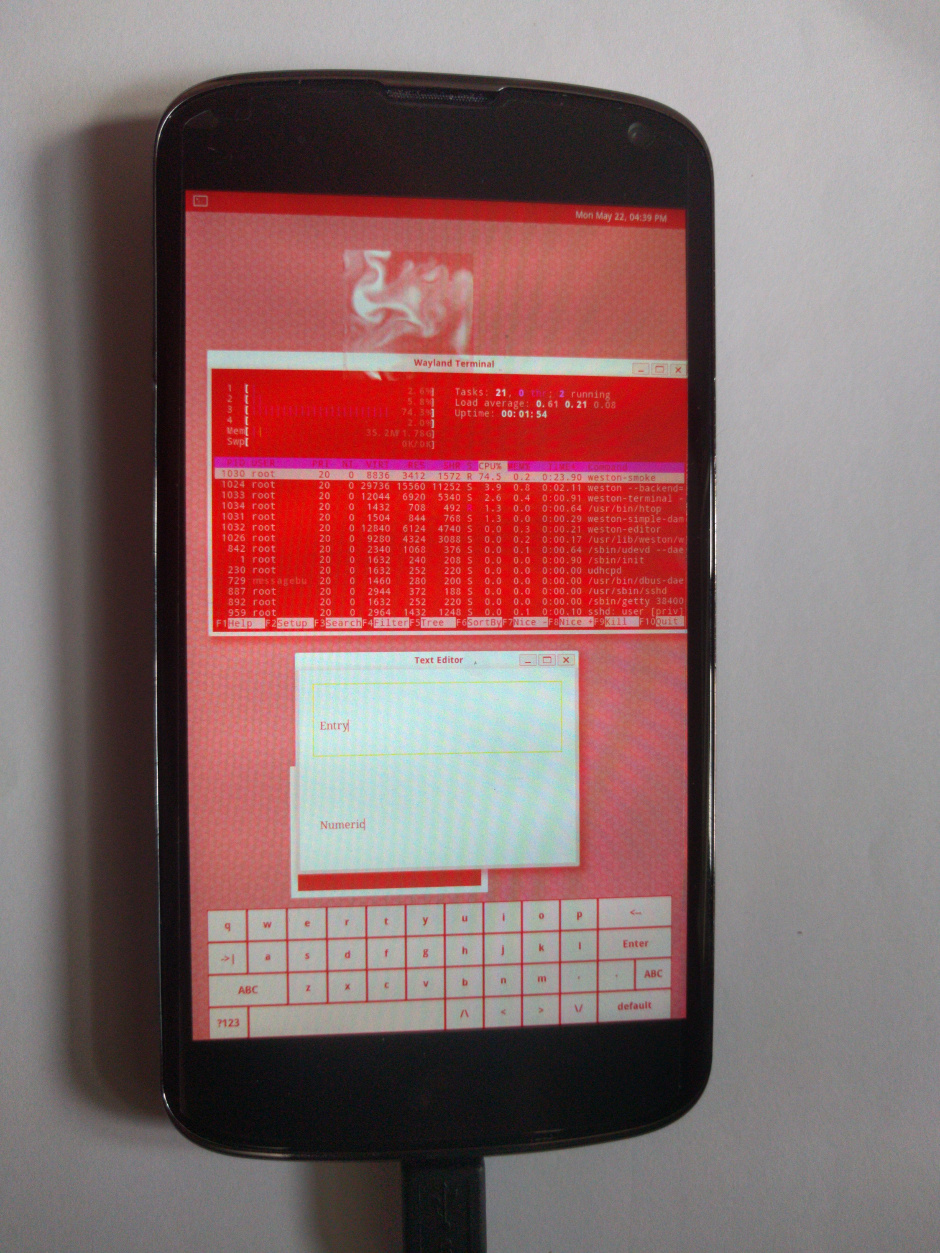 Mon May 22, 04:39 PM
Wayland Terminal
1 [ 2.6%]
2 [ 5.8%]
3 [ 74.3%]
4 [ 2.0%]
Mem[
Swp[ 0K/0K]
Tasks: 21, 0 thr; 2 running
Load average: 0.61 0.21 0.08
Uptime: 00:01:54
PID USER PRI NI VIRT RES SHR S CPU% MEM% TIME+ Command
1030 root 20 0 8836 3412 1572 R 74.5 0.2 0:23.90 weston-smoke
1024 root 20 0 29736 15560 11252 S 3.9 0.8 0:02.11 weston --backend=
1033 root 20 0 12044 6920 5340 S 2.6 0.4 0:00.91 weston-terminal -
1034 root 20 0 1432 708 492 R 1.3 0.0 0:00.64 /usr/bin/htop
1031 root 20 0 1504 844 768 S 1.3 0.0 0:00.29 weston-simple-dam
1032 root 20 0 12840 6124 4740 S 0.0 0.3 0:00.21 weston-editor
1026 root 20 0 9280 4324 3088 S 0.0 0.2 0:00.17 /usr/lib/weston/w
842 root 20 0 2340 1068 376 S 0.0 0.1 0:00.64 /sbin/udevd --dae
1 root 20 0 1632 240 208 S 0.0 0.0 0:00.90 /sbin/init
230 root 20 0 1632 252 220 S 0.0 0.0 0:00.00 udhcpd
729 messagebu 20 0 1460 280 200 S 0.0 0.0 0:00.00 /usr/bin/dbus-dae
887 root 20 0 2944 372 188 S 0.0 0.0 0:00.00 /usr/sbin/sshd
892 root 20 0 1632 252 220 S 0.0 0.0 0:00.00 /sbin/getty 38400
959 root 20 0 2964 1432 1248 S 0.0 0.1 0:00.10 sshd: user [privl
F1Help F2Setup F3Search F4Filter F5Tree F6SortBy F7Nice - F8Nice + F9Kill F10Quit
Text Editor
Entry
Numeric
q w e r t y u i o p <--
->| a s d f g h j k l Enter
ABC z x c v b n m . , ABC
?123 /\ < > \/ default